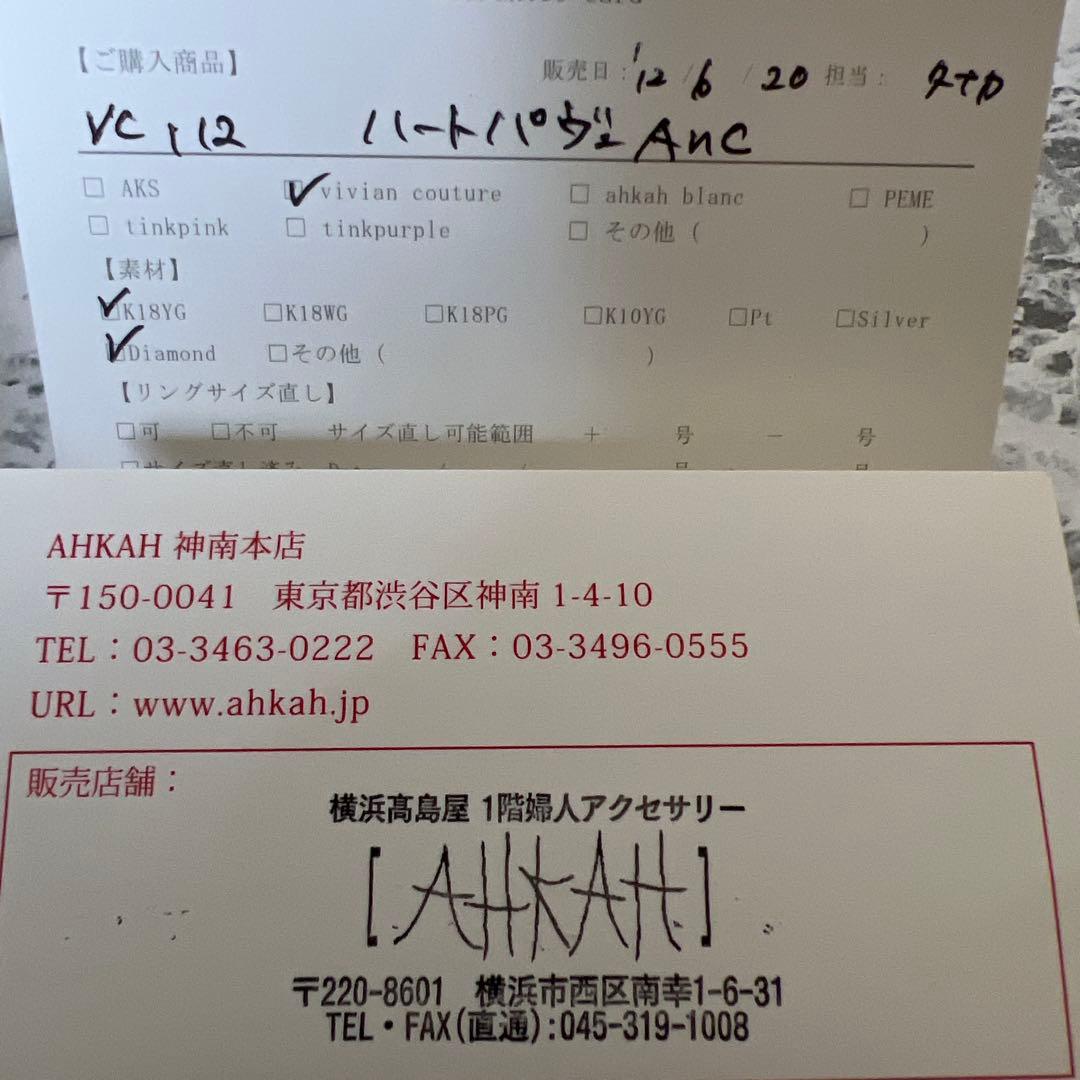 【ご購入商品】 販売日：'12/6/20 担当：
VC 112 ハートパヴェ Anc
□ AKS ☑ vivian couture □ ahkah blanc □ PEME
□ tinkpink □ tinkpurple □ その他 ( )
【素材】
☑K18YG □K18WG □K18PG □K10YG □Pt □Silver
☑Diamond □その他 ( )
【リングサイズ直し】
□可 □不可 サイズ直し可能範囲 + 号 − 号
AHKAH 神南本店
〒150-0041 東京都渋谷区神南 1-4-10
TEL：03-3463-0222 FAX：03-3496-0555
URL：www.ahkah.jp
販売店舗：
横浜髙島屋 1階婦人アクセサリー
[AHKAH]
〒220-8601 横浜市西区南幸1-6-31
TEL・FAX(直通):045-319-1008